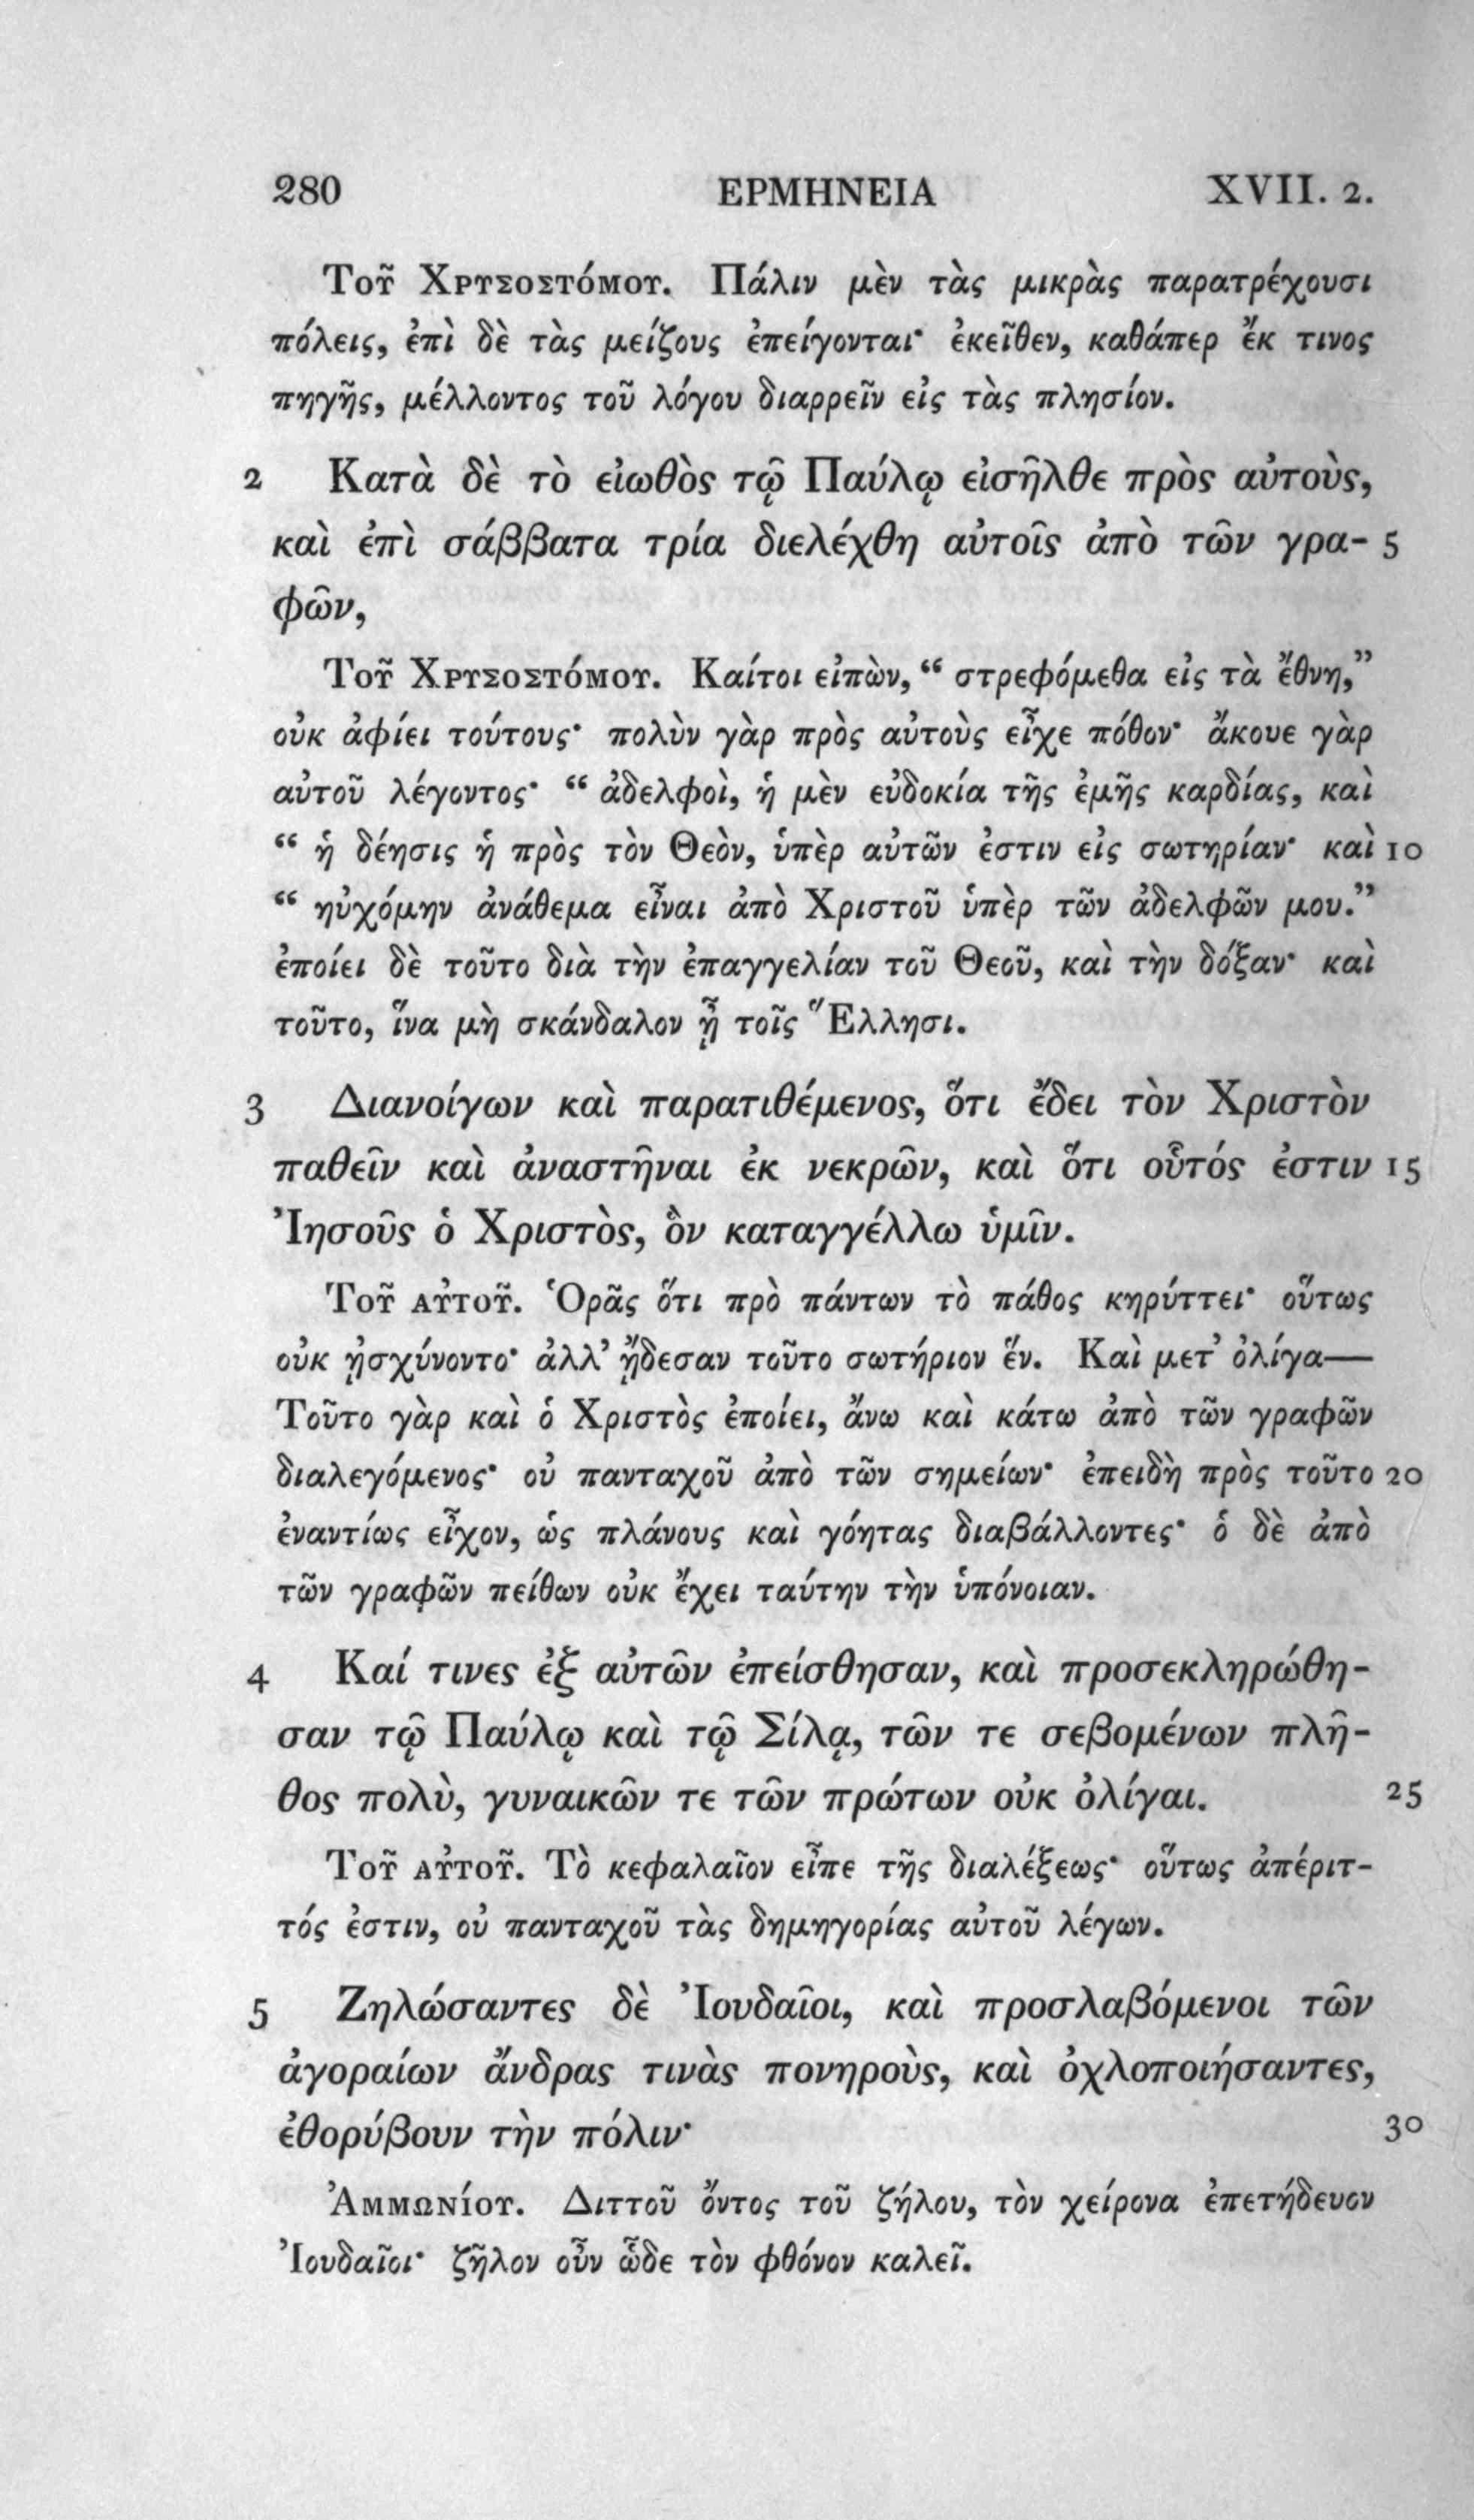 280 ΕΡΜΗΝΕΙΑ XVII. 2.
Τοῦ Χρυσοστόμου. Πάλιν μὲν τὰς μικρὰς παρατρέχουσι
πόλεις, ἐπὶ δὲ τὰς μείζους ἐπείγονται· ἐκεῖθεν, καθάπερ ἔκ τινος
πηγῆς, μέλλοντος τοῦ λόγου διαρρεῖν εἰς τὰς πλησίον.
2 Κατὰ δὲ τὸ εἰωθὸς τῷ Παύλῳ εἰσῆλθε πρὸς αὐτοὺς,
καὶ ἐπὶ σάββατα τρία διελέχθη αὐτοῖς ἀπὸ τῶν γρα- 5
φῶν,
Τοῦ Χρυσοστόμου. Καίτοι εἰπὼν, “ στρεφόμεθα εἰς τὰ ἔθνη,”
οὐκ ἀφίει τούτους· πολὺν γὰρ πρὸς αὐτοὺς εἶχε πόθον· ἄκουε γὰρ
αὐτοῦ λέγοντος· “ ἀδελφοὶ, ἡ μὲν εὐδοκία τῆς ἐμῆς καρδίας, καὶ
“ ἡ δέησις ἡ πρὸς τὸν Θεὸν, ὑπὲρ αὐτῶν ἐστιν εἰς σωτηρίαν· καὶ 10
“ ηὐχόμην ἀνάθεμα εἶναι ἀπὸ Χριστοῦ ὑπὲρ τῶν ἀδελφῶν μου.”
ἐποίει δὲ τοῦτο διὰ τὴν ἐπαγγελίαν τοῦ Θεοῦ, καὶ τὴν δόξαν· καὶ
τοῦτο, ἵνα μὴ σκάνδαλον ᾖ τοῖς Ἕλλησι.
3 Διανοίγων καὶ παρατιθέμενος, ὅτι ἔδει τὸν Χριστὸν
παθεῖν καὶ ἀναστῆναι ἐκ νεκρῶν, καὶ ὅτι οὗτός ἐστιν 15
Ἰησοῦς ὁ Χριστὸς, ὃν καταγγέλλω ὑμῖν.
Τοῦ αὐτοῦ. Ὁρᾶς ὅτι πρὸ πάντων τὸ πάθος κηρύττει· οὕτως
οὐκ ᾐσχύνοντο· ἀλλ’ ᾔδεσαν τοῦτο σωτήριον ἕν. Καὶ μετ’ ὀλίγα—
Τοῦτο γὰρ καὶ ὁ Χριστὸς ἐποίει, ἄνω καὶ κάτω ἀπὸ τῶν γραφῶν
διαλεγόμενος· οὐ πανταχοῦ ἀπὸ τῶν σημείων· ἐπειδὴ πρὸς τοῦτο 20
ἐναντίως εἶχον, ὡς πλάνους καὶ γόητας διαβάλλοντες· ὁ δὲ ἀπὸ
τῶν γραφῶν πείθων οὐκ ἔχει ταύτην τὴν ὑπόνοιαν.
4 Καί τινες ἐξ αὐτῶν ἐπείσθησαν, καὶ προσεκληρώθη-
σαν τῷ Παύλῳ καὶ τῷ Σίλᾳ, τῶν τε σεβομένων πλῆ-
θος πολὺ, γυναικῶν τε τῶν πρώτων οὐκ ὀλίγαι. 25
Τοῦ αὐτοῦ. Τὸ κεφαλαῖον εἶπε τῆς διαλέξεως· οὕτως ἀπέριτ-
τός ἐστιν, οὐ πανταχοῦ τὰς δημηγορίας αὐτοῦ λέγων.
5 Ζηλώσαντες δὲ Ἰουδαῖοι, καὶ προσλαβόμενοι τῶν
ἀγοραίων ἄνδρας τινὰς πονηροὺς, καὶ ὀχλοποιήσαντες,
ἐθορύβουν τὴν πόλιν· 30
Ἀμμωνίου. Διττοῦ ὄντος τοῦ ζήλου, τὸν χείρονα ἐπετήδευον
Ἰουδαῖοι· ζῆλον οὖν ὧδε τὸν φθόνον καλεῖ.